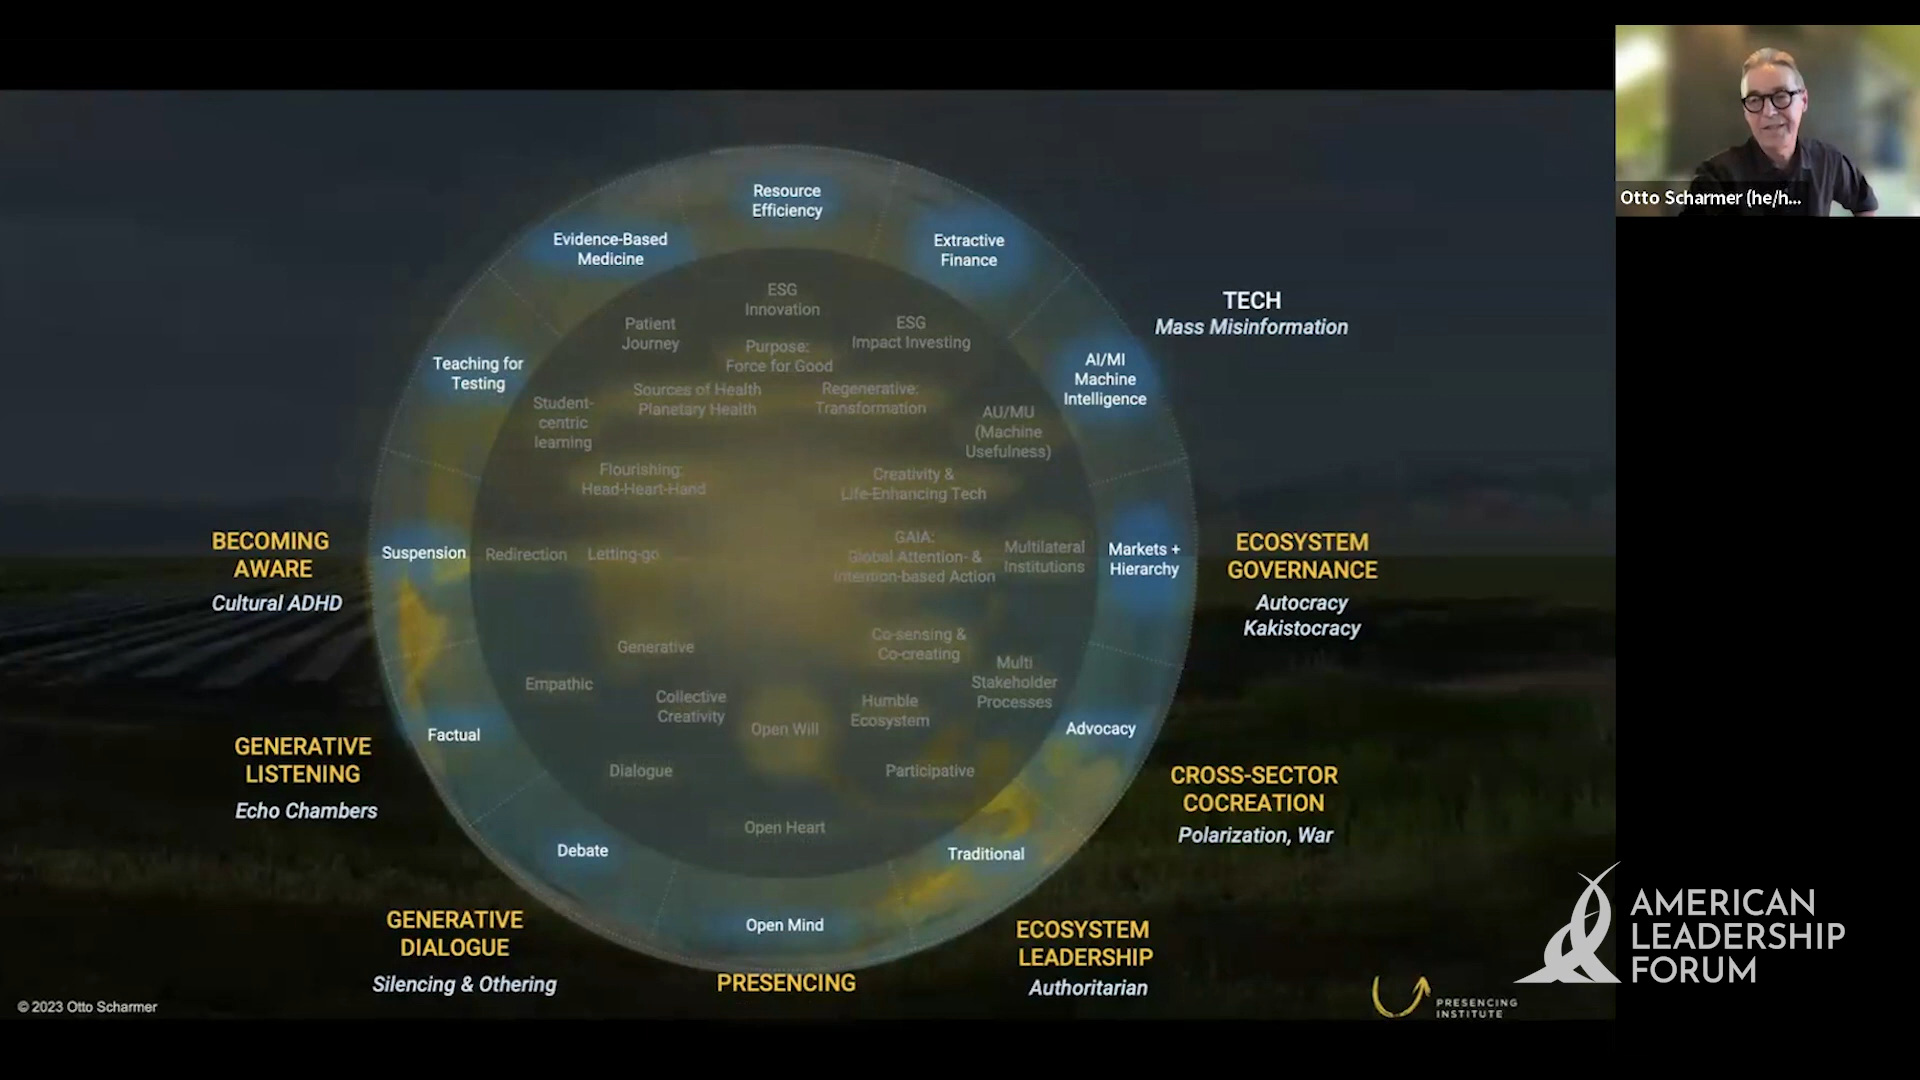 Otto Scharmer (he/h...
Resource
Efficiency
Evidence-Based
Medicine
Extractive
Finance
TECH
Mass Misinformation
ESG
Innovation
Patient
Journey
ESG
Impact Investing
Purpose:
Force for Good
Teaching for
Testing
AI/MI
Machine
Intelligence
Sources of Health
Planetary Health
Regenerative:
Transformation
Student-
centric
learning
AU/MU
(Machine
Usefulness)
Flourishing:
Head-Heart-Hand
Creativity &
Life-Enhancing Tech
BECOMING
AWARE
Cultural ADHD
Suspension
Redirection
Letting-go
GAIA:
Global Attention- &
Intention-based Action
Multilateral
Institutions
Markets +
Hierarchy
ECOSYSTEM
GOVERNANCE
Autocracy
Kakistocracy
Generative
Co-sensing &
Co-creating
Empathic
Multi
Stakeholder
Processes
Collective
Creativity
Open Will
Humble
Ecosystem
GENERATIVE
LISTENING
Echo Chambers
Factual
Advocacy
Dialogue
Participative
CROSS-SECTOR
COCREATION
Polarization, War
Open Heart
Debate
Traditional
GENERATIVE
DIALOGUE
Silencing & Othering
Open Mind
PRESENCING
ECOSYSTEM
LEADERSHIP
Authoritarian
AMERICAN
LEADERSHIP
FORUM
© 2023 Otto Scharmer
PRESENCING
INSTITUTE